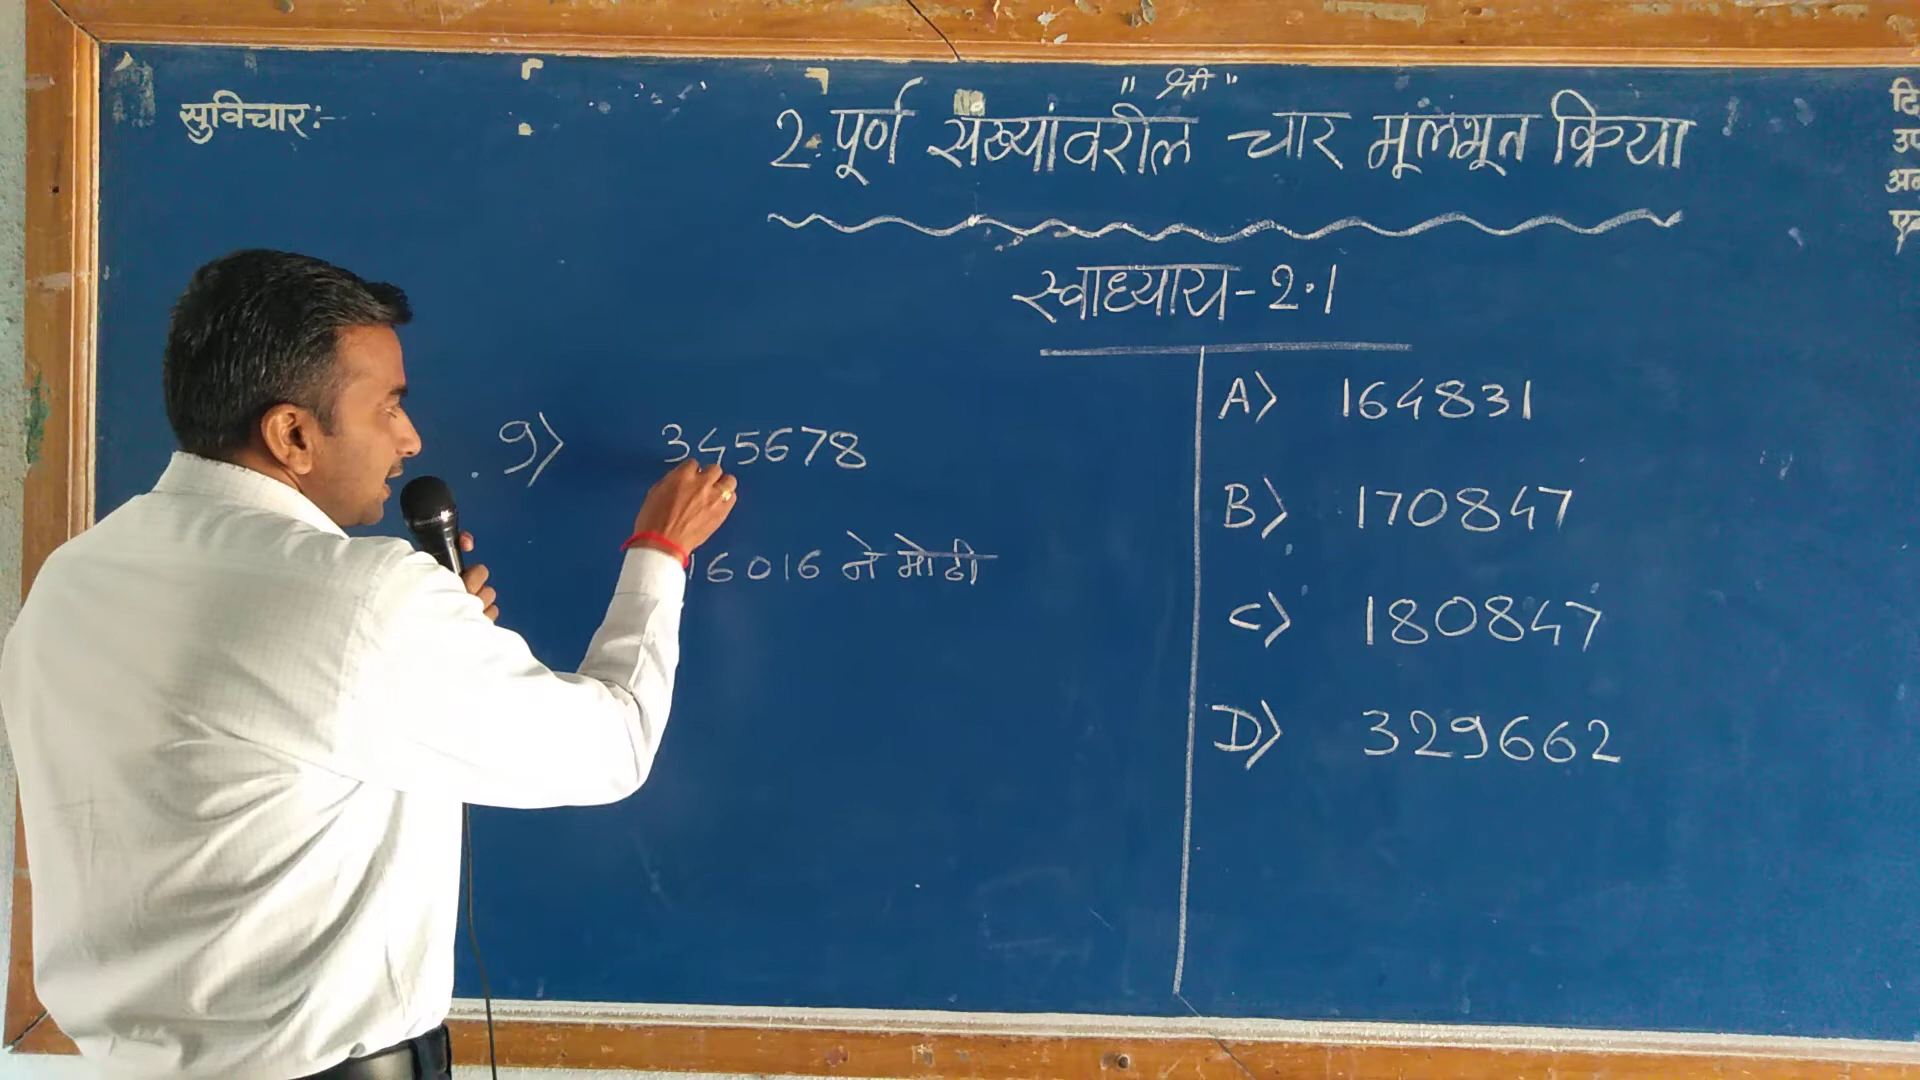 " श्री "
सुविचार:-
2. पूर्ण संख्यांवरील चार मूलभूत क्रिया
स्वाध्याय - 2.1
9) 345678
16016 ने मोठी
A) 164831
B) 170847
C) 180847
D) 329662